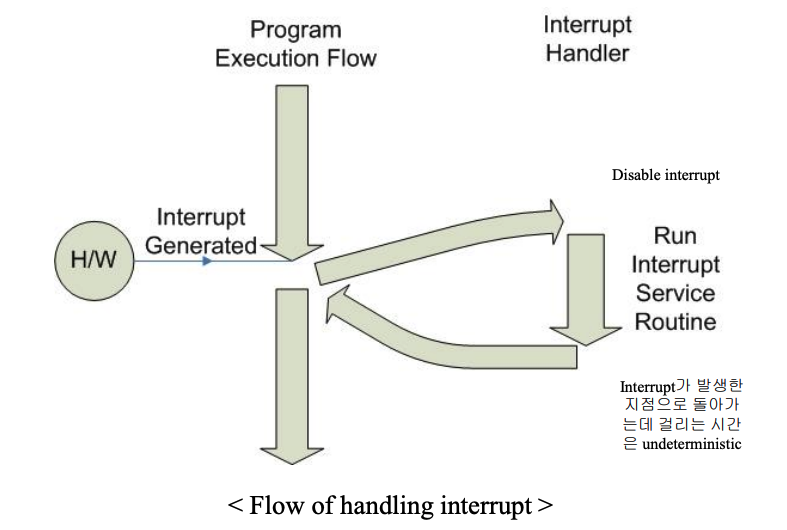 Program
Execution Flow
Interrupt
Handler
Disable interrupt
Interrupt
Generated
H/W
Run
Interrupt
Service
Routine
Interrupt가 발생한
지점으로 돌아가
는데 걸리는 시간
은 undeterministic
< Flow of handling interrupt >